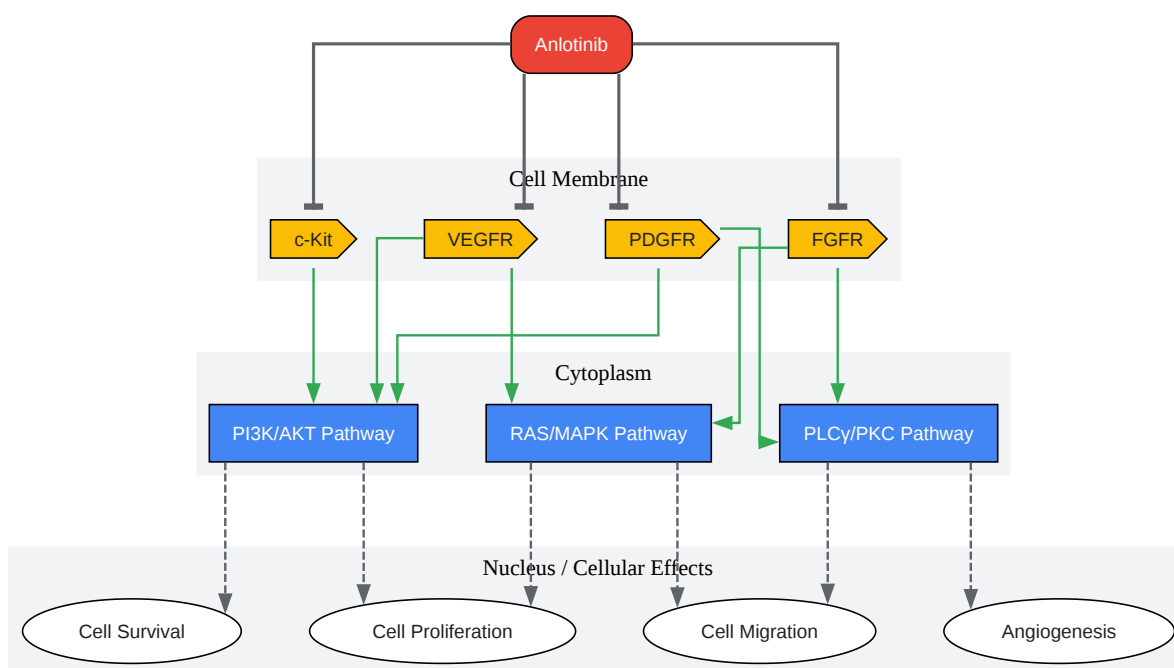 Anlotinib
Cell Membrane
c-Kit
VEGFR
PDGFR
FGFR
Cytoplasm
PI3K/AKT Pathway
RAS/MAPK Pathway
PLCγ/PKC Pathway
Nucleus / Cellular Effects
Cell Survival
Cell Proliferation
Cell Migration
Angiogenesis